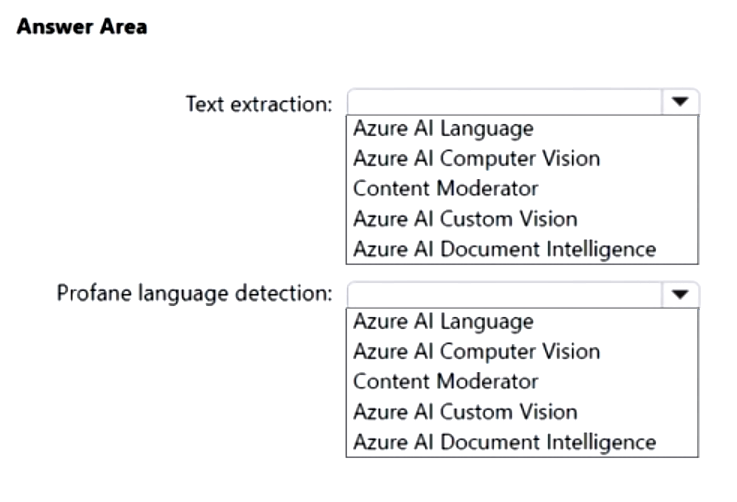 Answer Area
Text extraction:
Azure AI Language
Azure AI Computer Vision
Content Moderator
Azure AI Custom Vision
Azure AI Document Intelligence
Profane language detection:
Azure AI Language
Azure AI Computer Vision
Content Moderator
Azure AI Custom Vision
Azure AI Document Intelligence